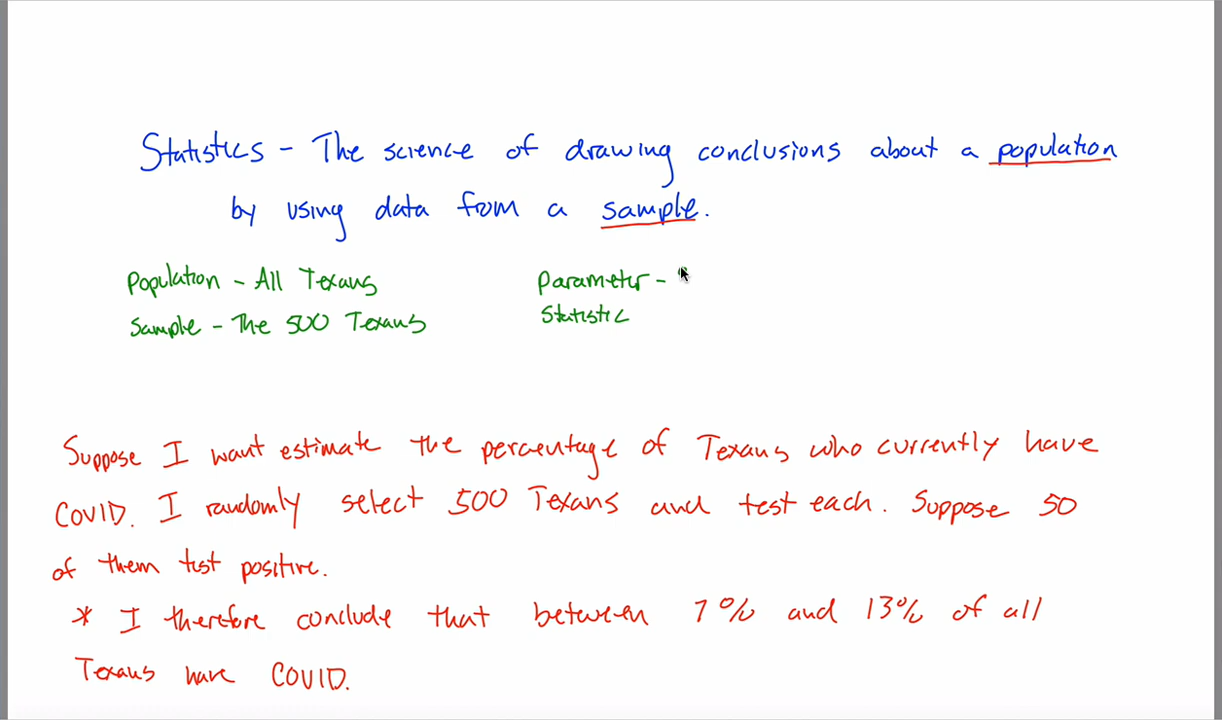 Statistics - The science of drawing conclusions about a population
by using data from a sample.
Population - All Texans
Sample - The 500 Texans
Parameter -
Statistic
Suppose I want estimate the percentage of Texans who currently have
COVID. I randomly select 500 Texans and test each. Suppose 50
of them test positive.
* I therefore conclude that between 7% and 13% of all
Texans have COVID.